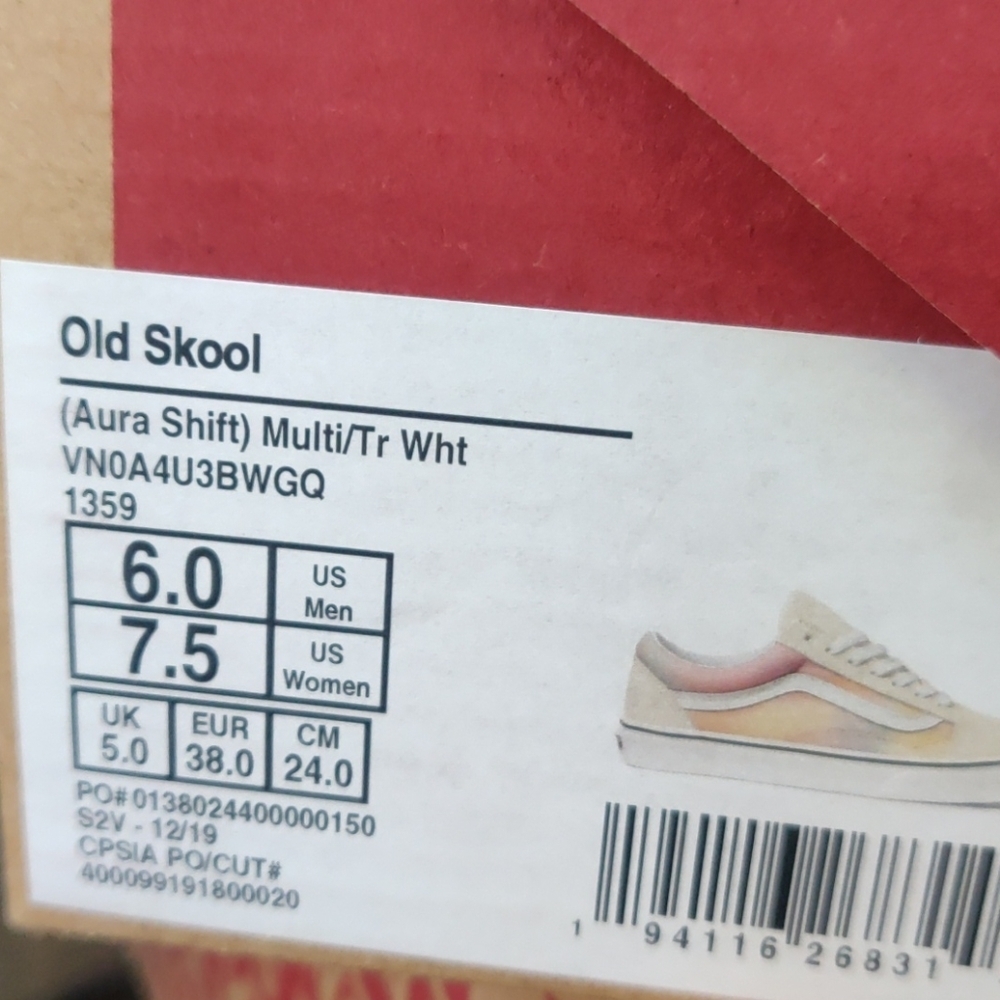 Old Skool
(Aura Shift) Multi/Tr Wht
VN0A4U3BWGQ
1359
6.0 US Men
7.5 US Women
UK EUR CM
5.0 38.0 24.0
PO# 0138024400000150
S2V - 12/19
CPSIA PO/CUT#
400099191800020
1 94116 26831